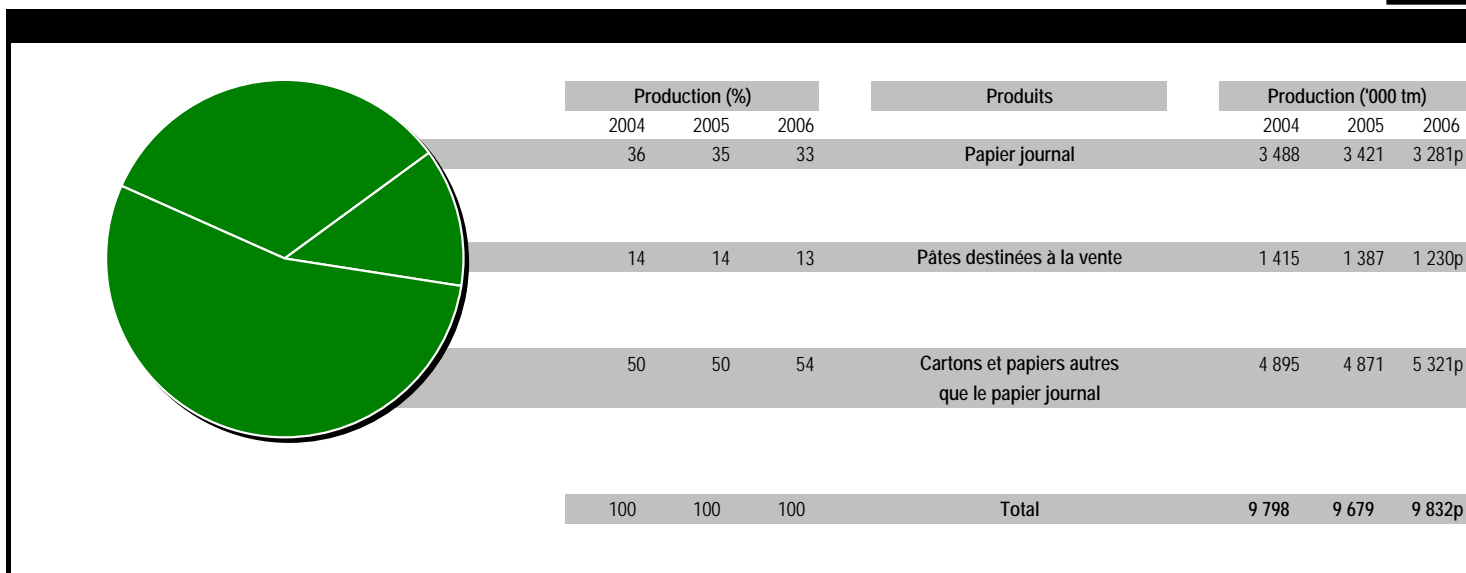 Production (%) Produits Production ('000 tm)
2004 2005 2006 2004 2005 2006
36 35 33 Papier journal 3 488 3 421 3 281p
14 14 13 Pâtes destinées à la vente 1 415 1 387 1 230p
50 50 54 Cartons et papiers autres 4 895 4 871 5 321p
que le papier journal
100 100 100 Total 9 798 9 679 9 832p